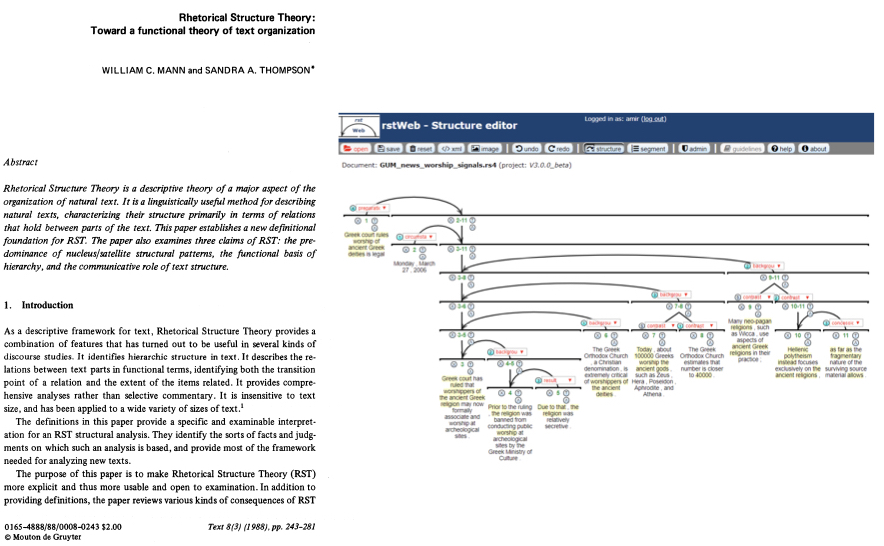 Rhetorical Structure Theory:
Toward a functional theory of text organization
WILLIAM C. MANN and SANDRA A. THOMPSON*
Abstract
Rhetorical Structure Theory is a descriptive theory of a major aspect of the
organization of natural text. It is a linguistically useful method for describing
natural texts, characterizing their structure primarily in terms of relations
that hold between parts of the text. This paper establishes a new definitional
foundation for RST. The paper also examines three claims of RST: the pre-
dominance of nucleus/satellite structural patterns, the functional basis of
hierarchy, and the communicative role of text structure.
1. Introduction
As a descriptive framework for text, Rhetorical Structure Theory provides a
combination of features that has turned out to be useful in several kinds of
discourse studies. It identifies hierarchic structure in text. It describes the re-
lations between text parts in functional terms, identifying both the transition
point of a relation and the extent of the items related. It provides compre-
hensive analyses rather than selective commentary. It is insensitive to text
size, and has been applied to a wide variety of sizes of text.1
The definitions in this paper provide a specific and examinable interpret-
ation for an RST structural analysis. They identify the sorts of facts and judg-
ments on which such an analysis is based, and provide most of the framework
needed for analyzing new texts.
The purpose of this paper is to make Rhetorical Structure Theory (RST)
more explicit and thus more usable and open to examination. In addition to
providing definitions, the paper reviews various kinds of consequences of RST
0165-4888/88/0008-0243 $2.00
© Mouton de Gruyter
Text 8(3) (1988), pp. 243-281
rst
Web
rstWeb - Structure editor
Logged in as: amir (log out)
open save reset </> xml image undo redo structure segment admin guidelines help about
Document: GUM_news_worship_signals.rs4 (project: V3.0.0_beta)
1
Greek court rules
worship of
ancient Greek
deities is legal
2-11
2
Monday , March
27 , 2006
3-11
3-8
9-11
3-6
7-8
3-5
3
Greek court has
ruled that
worshippers of
the ancient Greek
religion may now
formally
associate and
worship at
archeological
sites .
4-5
4
Prior to the ruling
, the religion was
banned from
conducting public
worship at
archeological
sites by the
Greek Ministry of
Culture .
result
5
Due to that , the
religion was
relatively
secretive .
6
The Greek
Orthodox Church
, a Christian
denomination , is
extremely critical
of worshippers of
the ancient
deities .
contrast
7
Today , about
100000 Greeks
worship the
ancient gods ,
such as Zeus ,
Hera , Poseidon ,
Aphrodite , and
Athena .
contrast
8
The Greek
Orthodox Church
estimates that
number is closer
to 40000 .
contrast
9
Many neo-pagan
religions , such
as Wicca , use
aspects of
ancient Greek
religions in their
practice ;
contrast
10-11
10
Hellenic
polytheism
instead focuses
exclusively on the
ancient religions ,
11
as far as the
fragmentary
nature of the
surviving source
material allows .